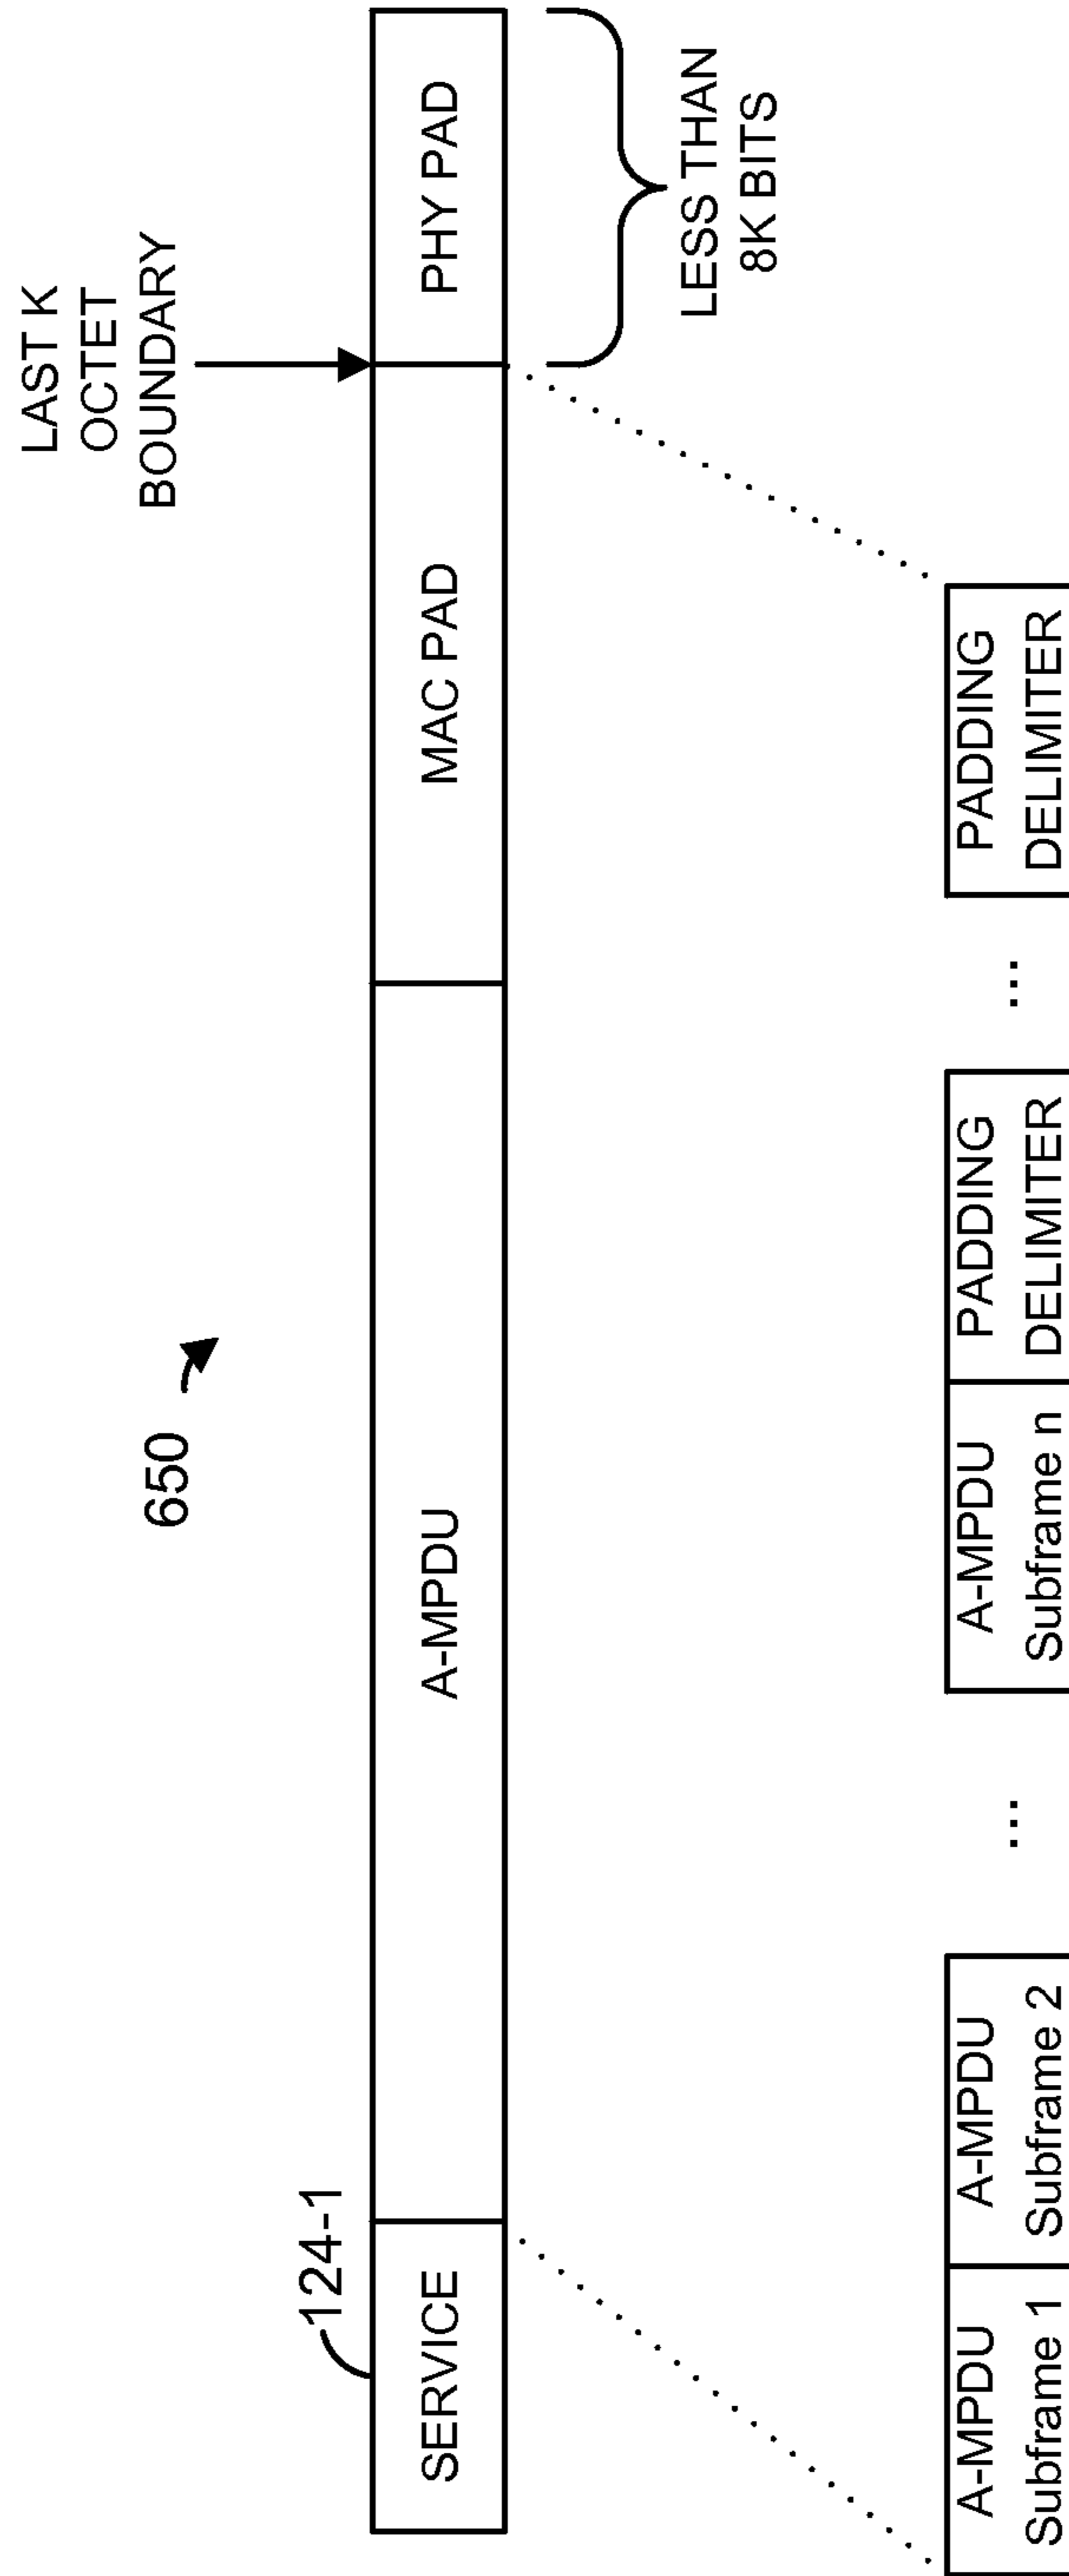 650
LAST K
OCTET
BOUNDARY
124-1
SERVICE
A-MPDU
MAC PAD
PHY PAD
LESS THAN
8K BITS
A-MPDU
Subframe 1
A-MPDU
Subframe 2
...
A-MPDU
Subframe n
PADDING
DELIMITER
...
PADDING
DELIMITER